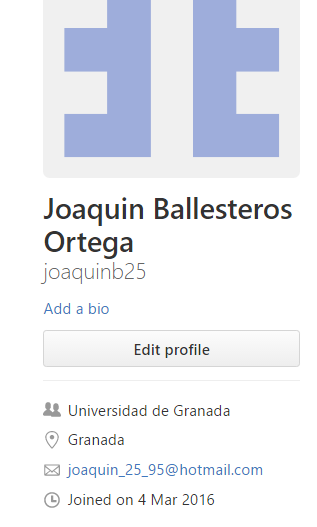 Joaquin Ballesteros
Ortega
joaquinb25
Add a bio
Edit profile
Universidad de Granada
Granada
joaquin_25_95@hotmail.com
Joined on 4 Mar 2016